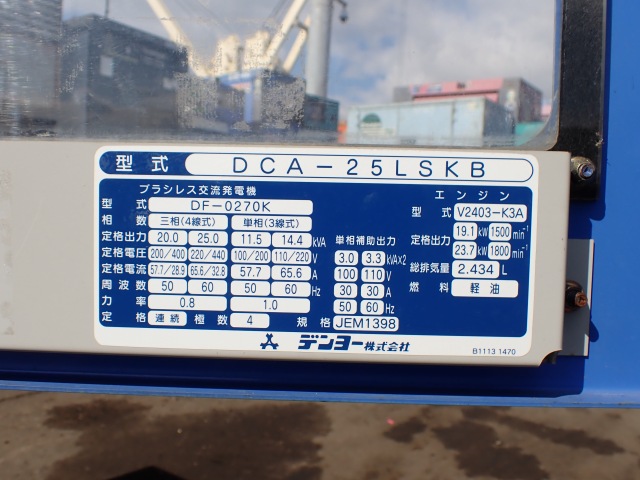 型式 DCA-25LSKB
ブラシレス交流発電機 エンジン
型式 DF-0270K 型式 V2403-K3A
相数 三相(4線式) 単相(3線式) 19.1 kW 1500 min⁻¹
定格出力 20.0 25.0 11.5 14.4 kVA 単相補助出力 定格出力 23.7 kW 1800 min⁻¹
定格電圧 200/400 220/440 100/200 110/220 V 3.0 3.3 kVA×2 総排気量 2.434 L
定格電流 57.7/28.9 65.6/32.8 57.7 65.6 A 100 110 V 燃料 軽油
周波数 50 60 50 60 Hz 30 30 A
力率 0.8 1.0 50 60 Hz
定格 連続 極数 4 規格 JEM1398
デンヨー株式会社 B1113 1470